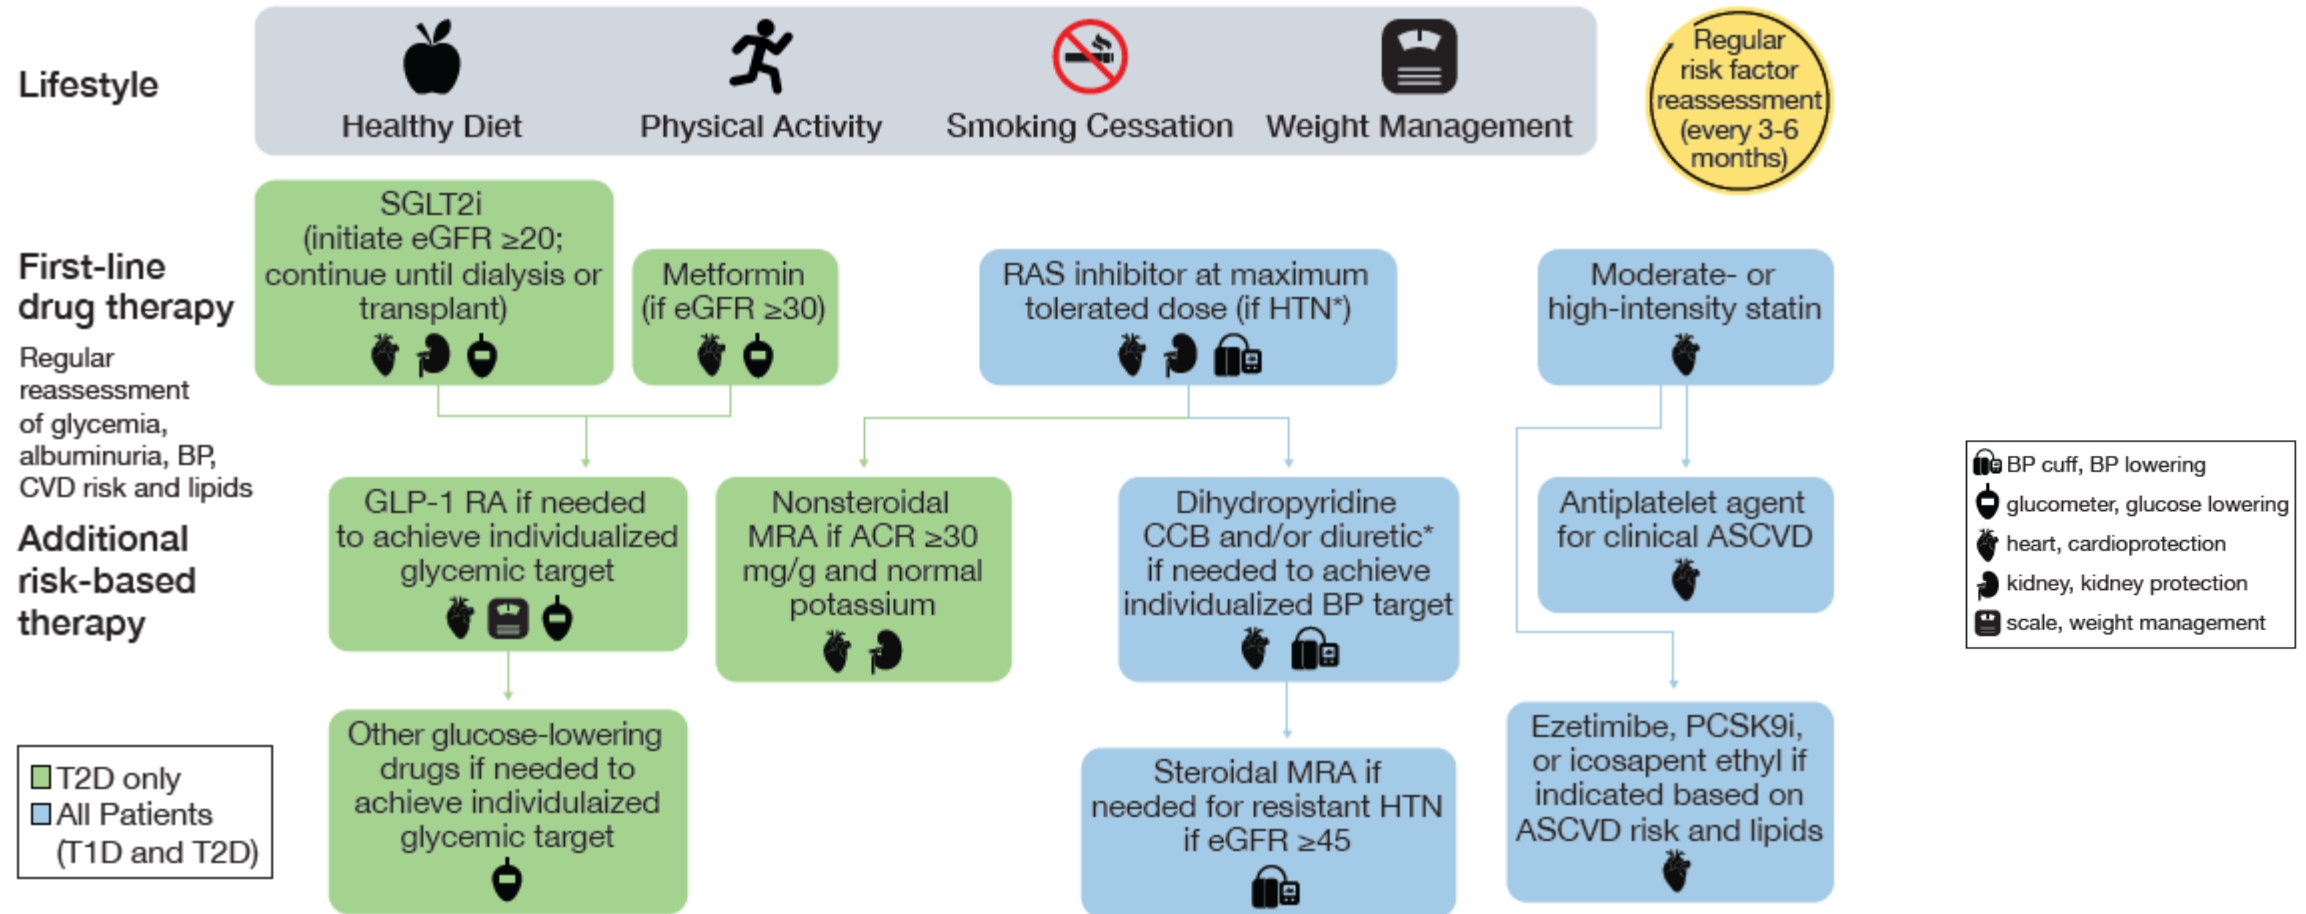 Lifestyle
Healthy Diet
Physical Activity
Smoking Cessation
Weight Management
Regular
risk factor
reassessment
(every 3-6
months)
First-line
drug therapy
Regular
reassessment
of glycemia,
albuminuria, BP,
CVD risk and lipids
SGLT2i
(initiate eGFR ≥20;
continue until dialysis or
transplant)
Metformin
(if eGFR ≥30)
RAS inhibitor at maximum
tolerated dose (if HTN*)
Moderate- or
high-intensity statin
Additional
risk-based
therapy
GLP-1 RA if needed
to achieve individualized
glycemic target
Nonsteroidal
MRA if ACR ≥30
mg/g and normal
potassium
Dihydropyridine
CCB and/or diuretic*
if needed to achieve
individualized BP target
Antiplatelet agent
for clinical ASCVD
Other glucose-lowering
drugs if needed to
achieve individulaized
glycemic target
Steroidal MRA if
needed for resistant HTN
if eGFR ≥45
Ezetimibe, PCSK9i,
or icosapent ethyl if
indicated based on
ASCVD risk and lipids
T2D only
All Patients
(T1D and T2D)
BP cuff, BP lowering
glucometer, glucose lowering
heart, cardioprotection
kidney, kidney protection
scale, weight management